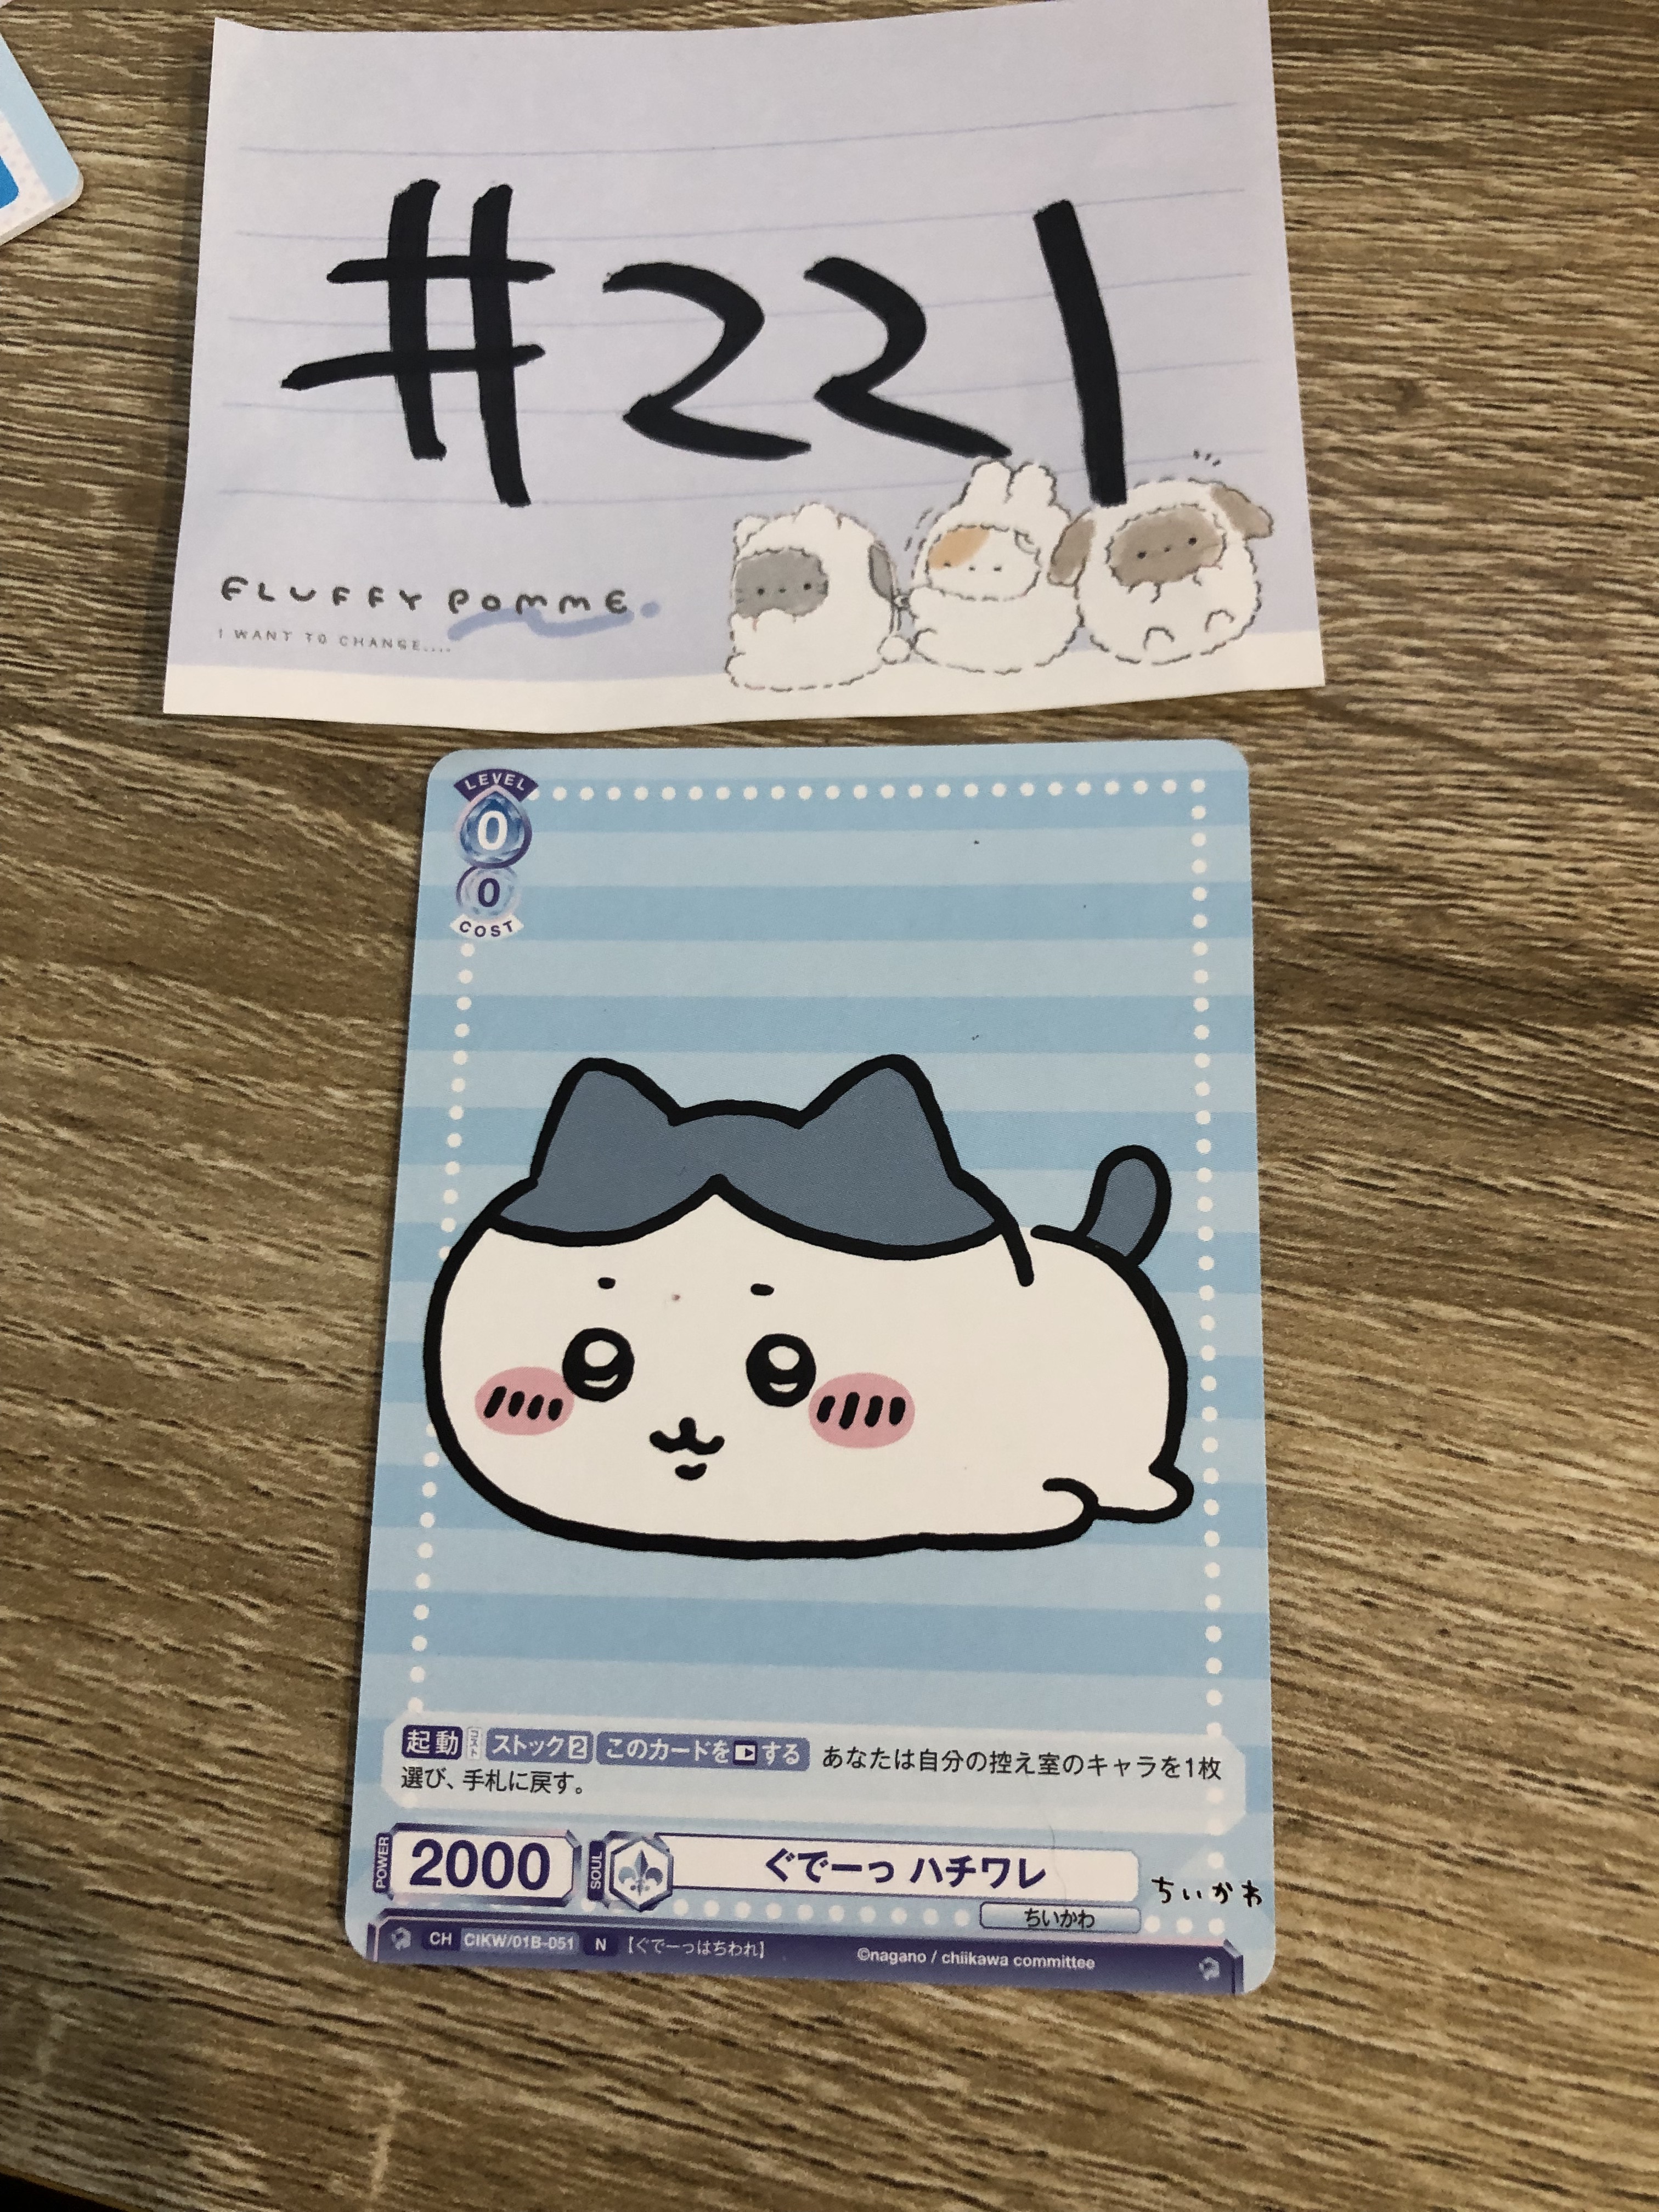 #221
FLUFFY POMME.
I WANT TO CHANGE....
LEVEL
0
0
COST
起動 コスト ストック2 このカードを する あなたは自分の控え室のキャラを1枚
選び、手札に戻す。
POWER 2000 SOUL ぐでーっ ハチワレ ちいかわ
ちいかわ
CH CIKW/01B-051 N 【ぐでーっはちわれ】 ©nagano / chiikawa committee